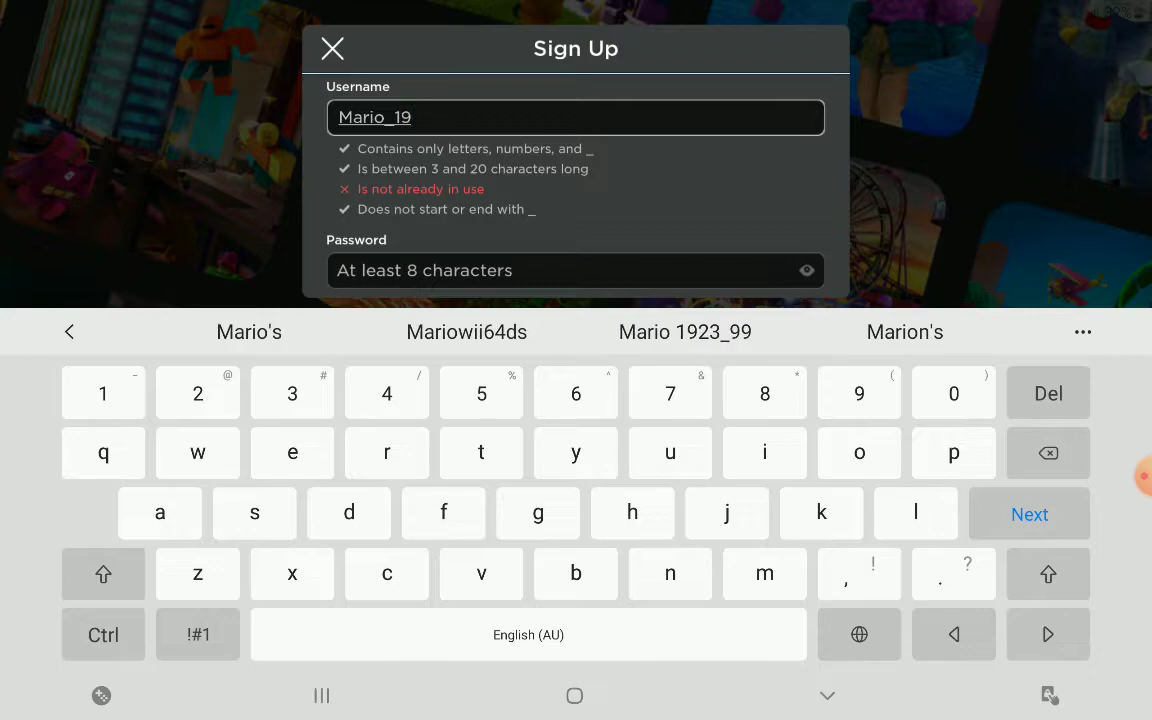 Sign Up
Username
Mario_19
Contains only letters, numbers, and _
Is between 3 and 20 characters long
Is not already in use
Does not start or end with _
Password
At least 8 characters
Mario's Mariowii64ds Mario 1923_99 Marion's
1 - 2 @ 3 # 4 / 5 % 6 ^ 7 & 8 * 9 ( 0 ) Del
q w e r t y u i o p
a s d f g h j k l Next
z x c v b n m , ! . ?
Ctrl !#1 English (AU)